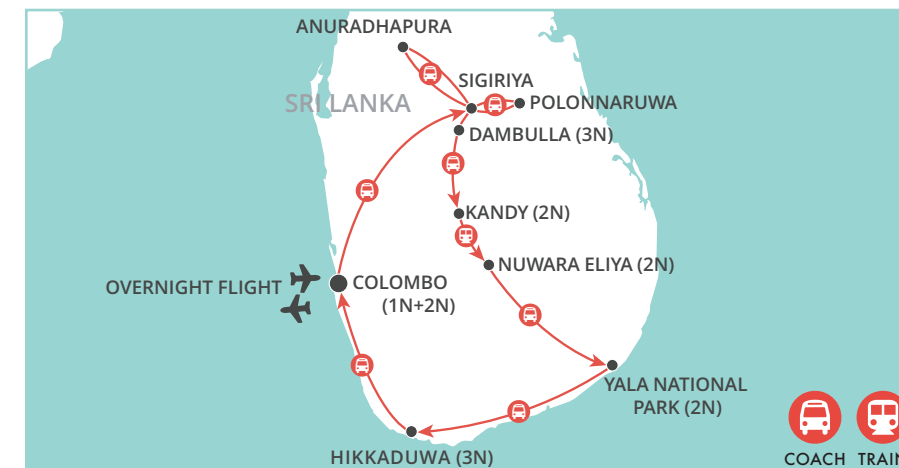 ANURADHAPURA
SIGIRIYA
SRI LANKA
POLONNARUWA
DAMBULLA (3N)
KANDY (2N)
NUWARA ELIYA (2N)
OVERNIGHT FLIGHT
COLOMBO
(1N+2N)
YALA NATIONAL
PARK (2N)
HIKKADUWA (3N)
COACH
TRAIN